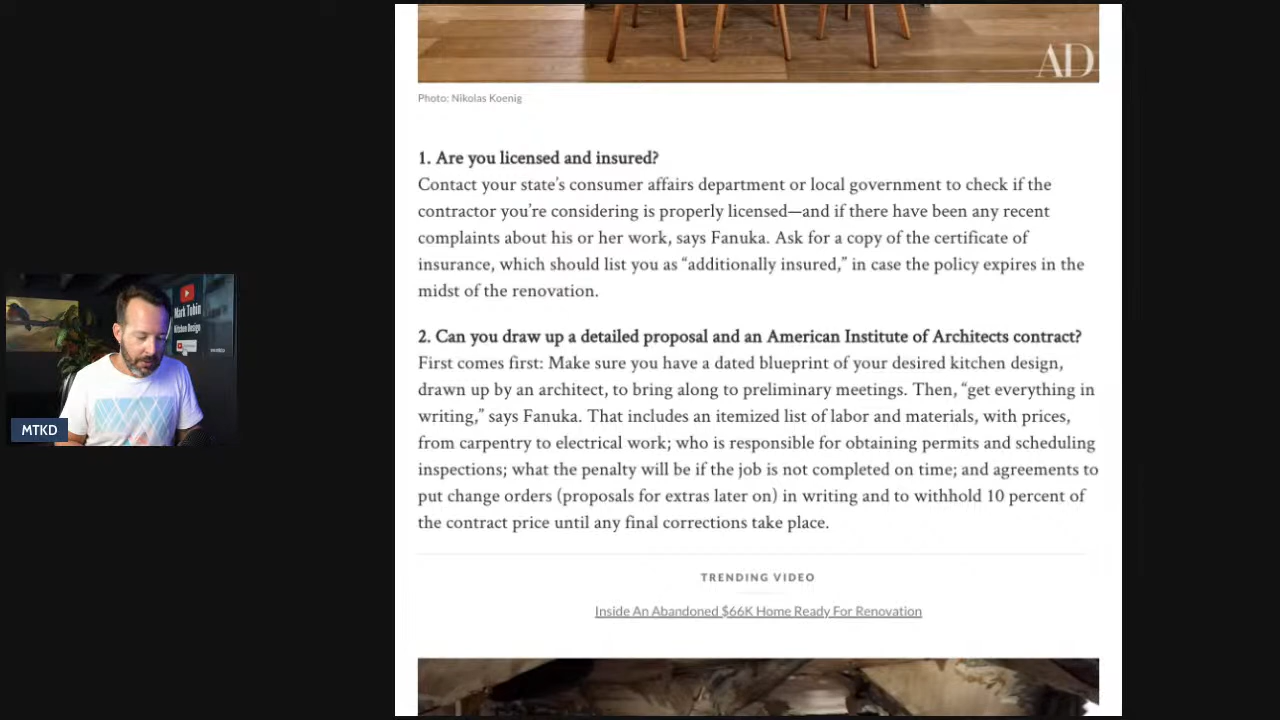 AD
Photo: Nikolas Koenig
1. Are you licensed and insured?
Contact your state’s consumer affairs department or local government to check if the
contractor you’re considering is properly licensed—and if there have been any recent
complaints about his or her work, says Fanuka. Ask for a copy of the certificate of
insurance, which should list you as “additionally insured,” in case the policy expires in the
midst of the renovation.
2. Can you draw up a detailed proposal and an American Institute of Architects contract?
First comes first: Make sure you have a dated blueprint of your desired kitchen design,
drawn up by an architect, to bring along to preliminary meetings. Then, “get everything in
writing,” says Fanuka. That includes an itemized list of labor and materials, with prices,
from carpentry to electrical work; who is responsible for obtaining permits and scheduling
inspections; what the penalty will be if the job is not completed on time; and agreements to
put change orders (proposals for extras later on) in writing and to withhold 10 percent of
the contract price until any final corrections take place.
TRENDING VIDEO
Inside An Abandoned $66K Home Ready For Renovation
Mark Tobin
Kitchen Design
MTKD